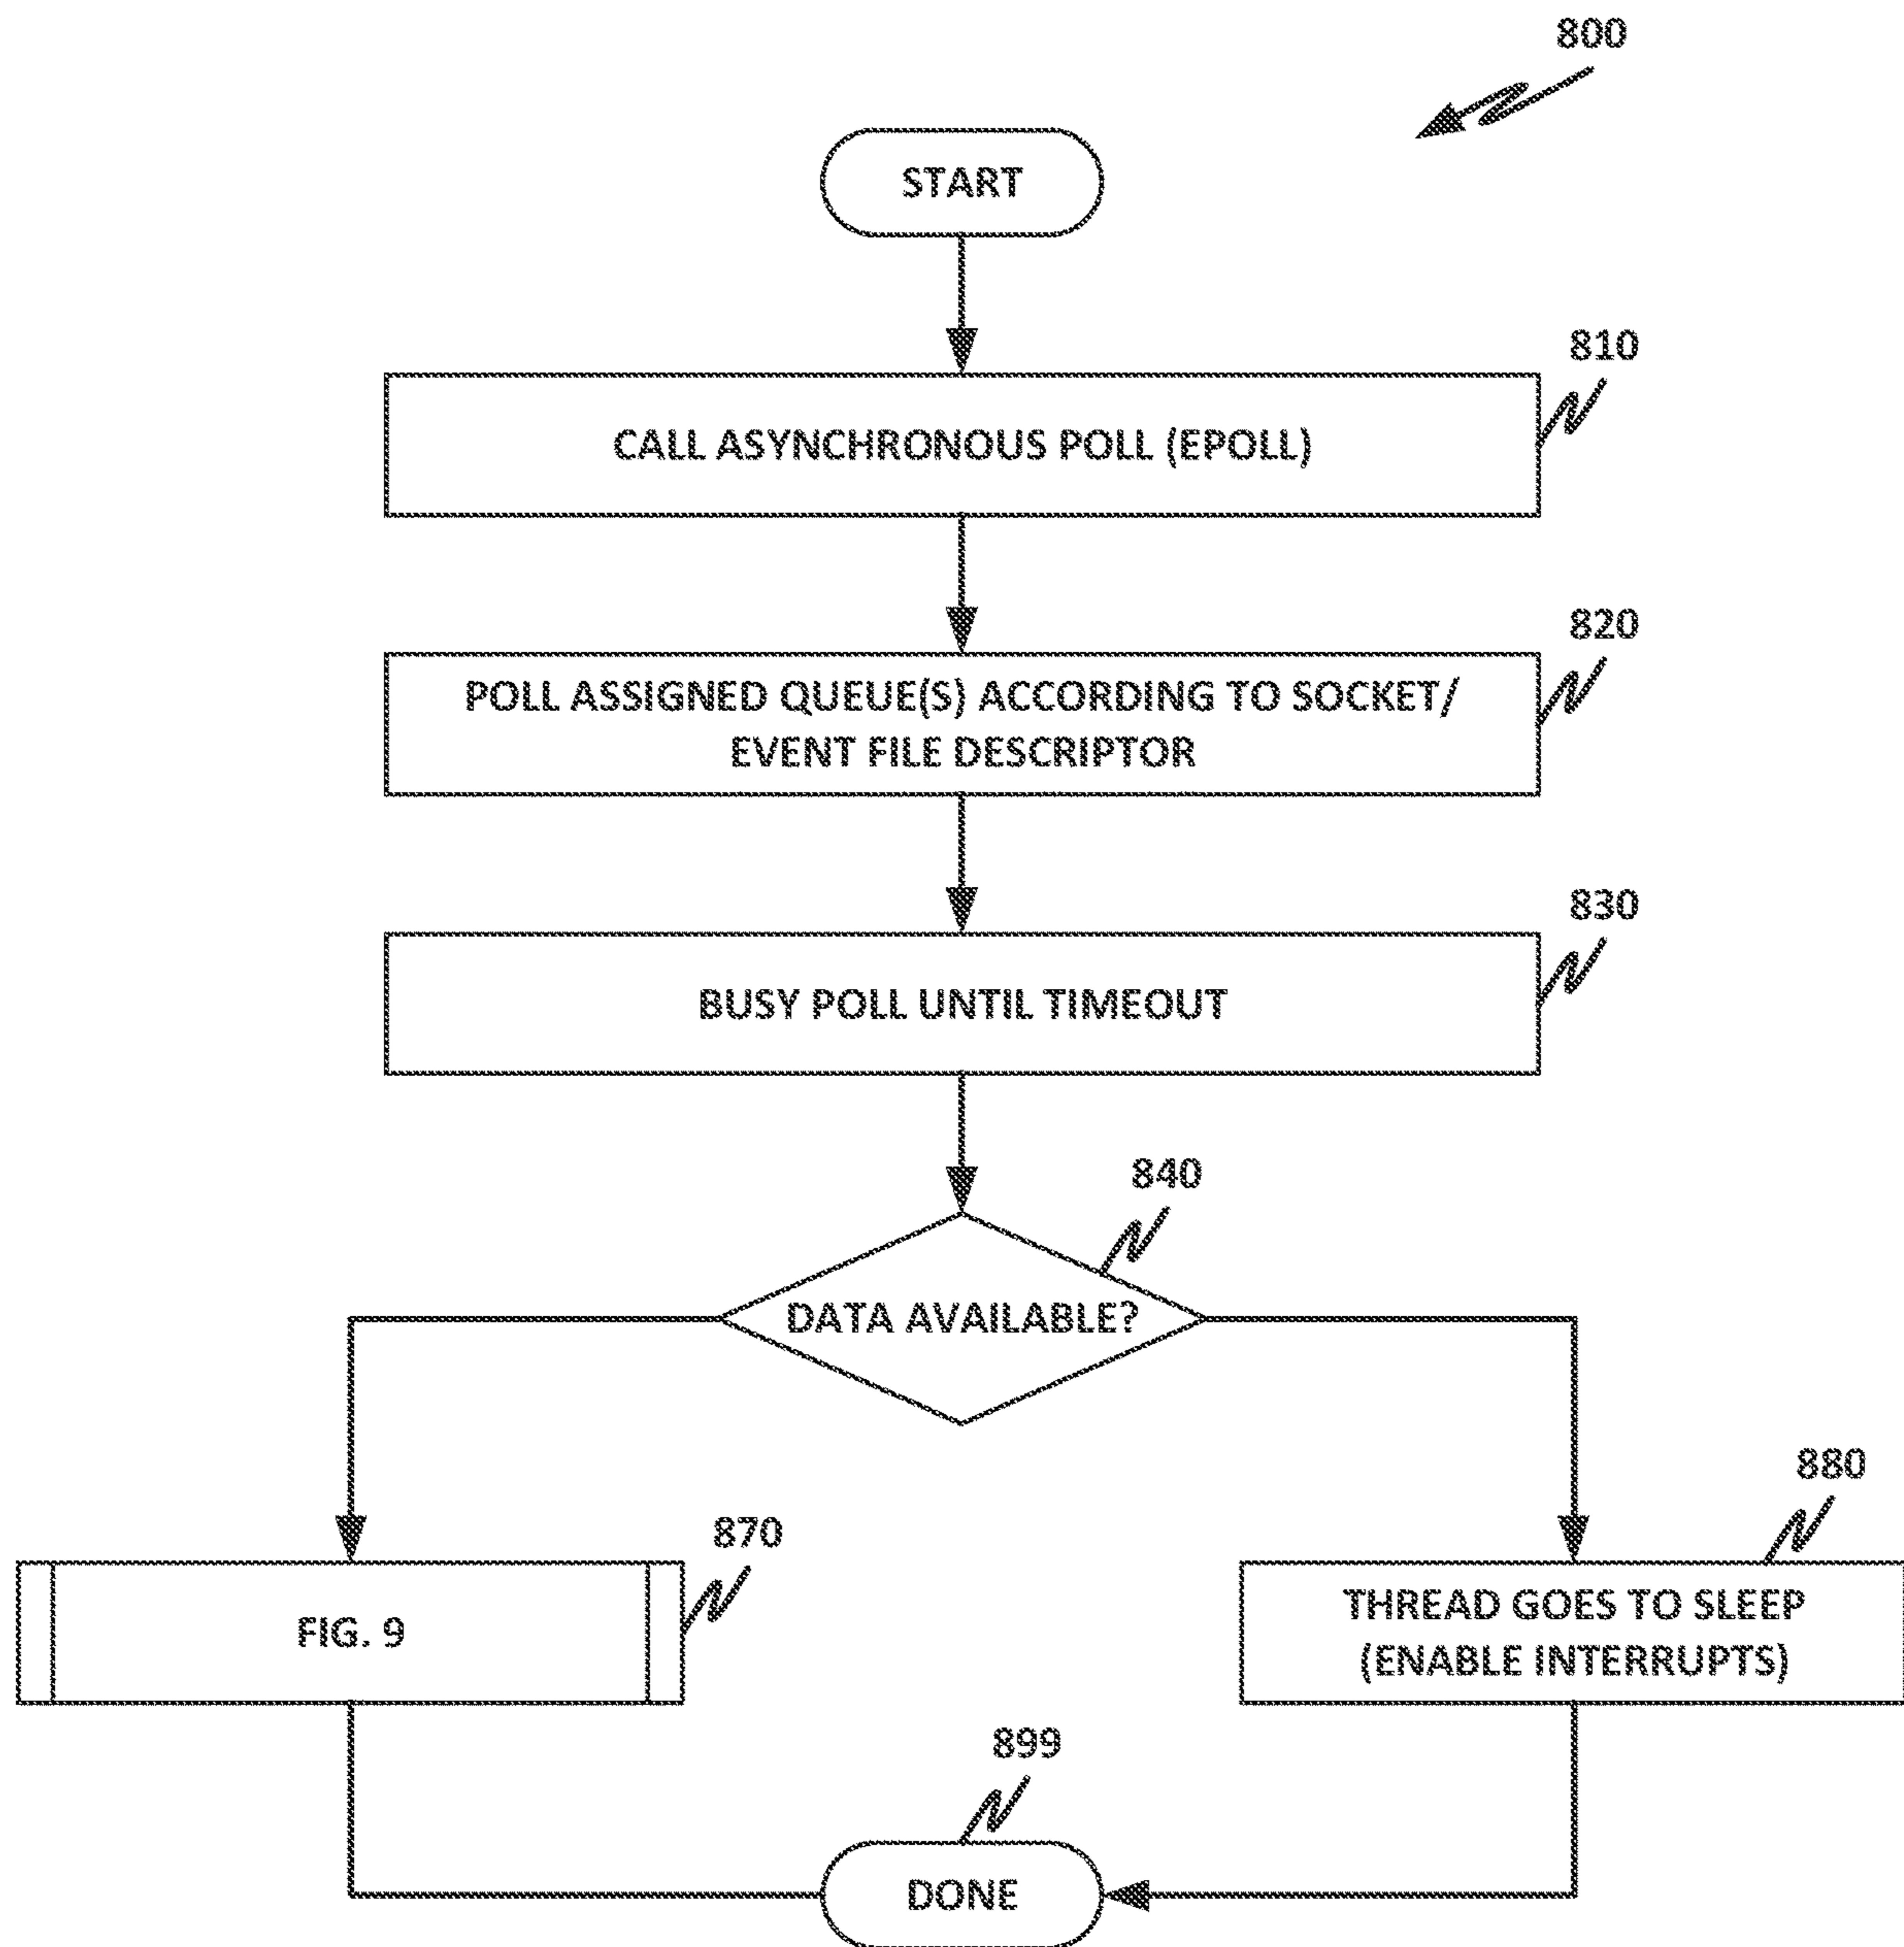 800
START
810
CALL ASYNCHRONOUS POLL (EPOLL)
820
POLL ASSIGNED QUEUE(S) ACCORDING TO SOCKET/
EVENT FILE DESCRIPTOR
830
BUSY POLL UNTIL TIMEOUT
840
DATA AVAILABLE?
870
FIG. 9
880
THREAD GOES TO SLEEP
(ENABLE INTERRUPTS)
899
DONE